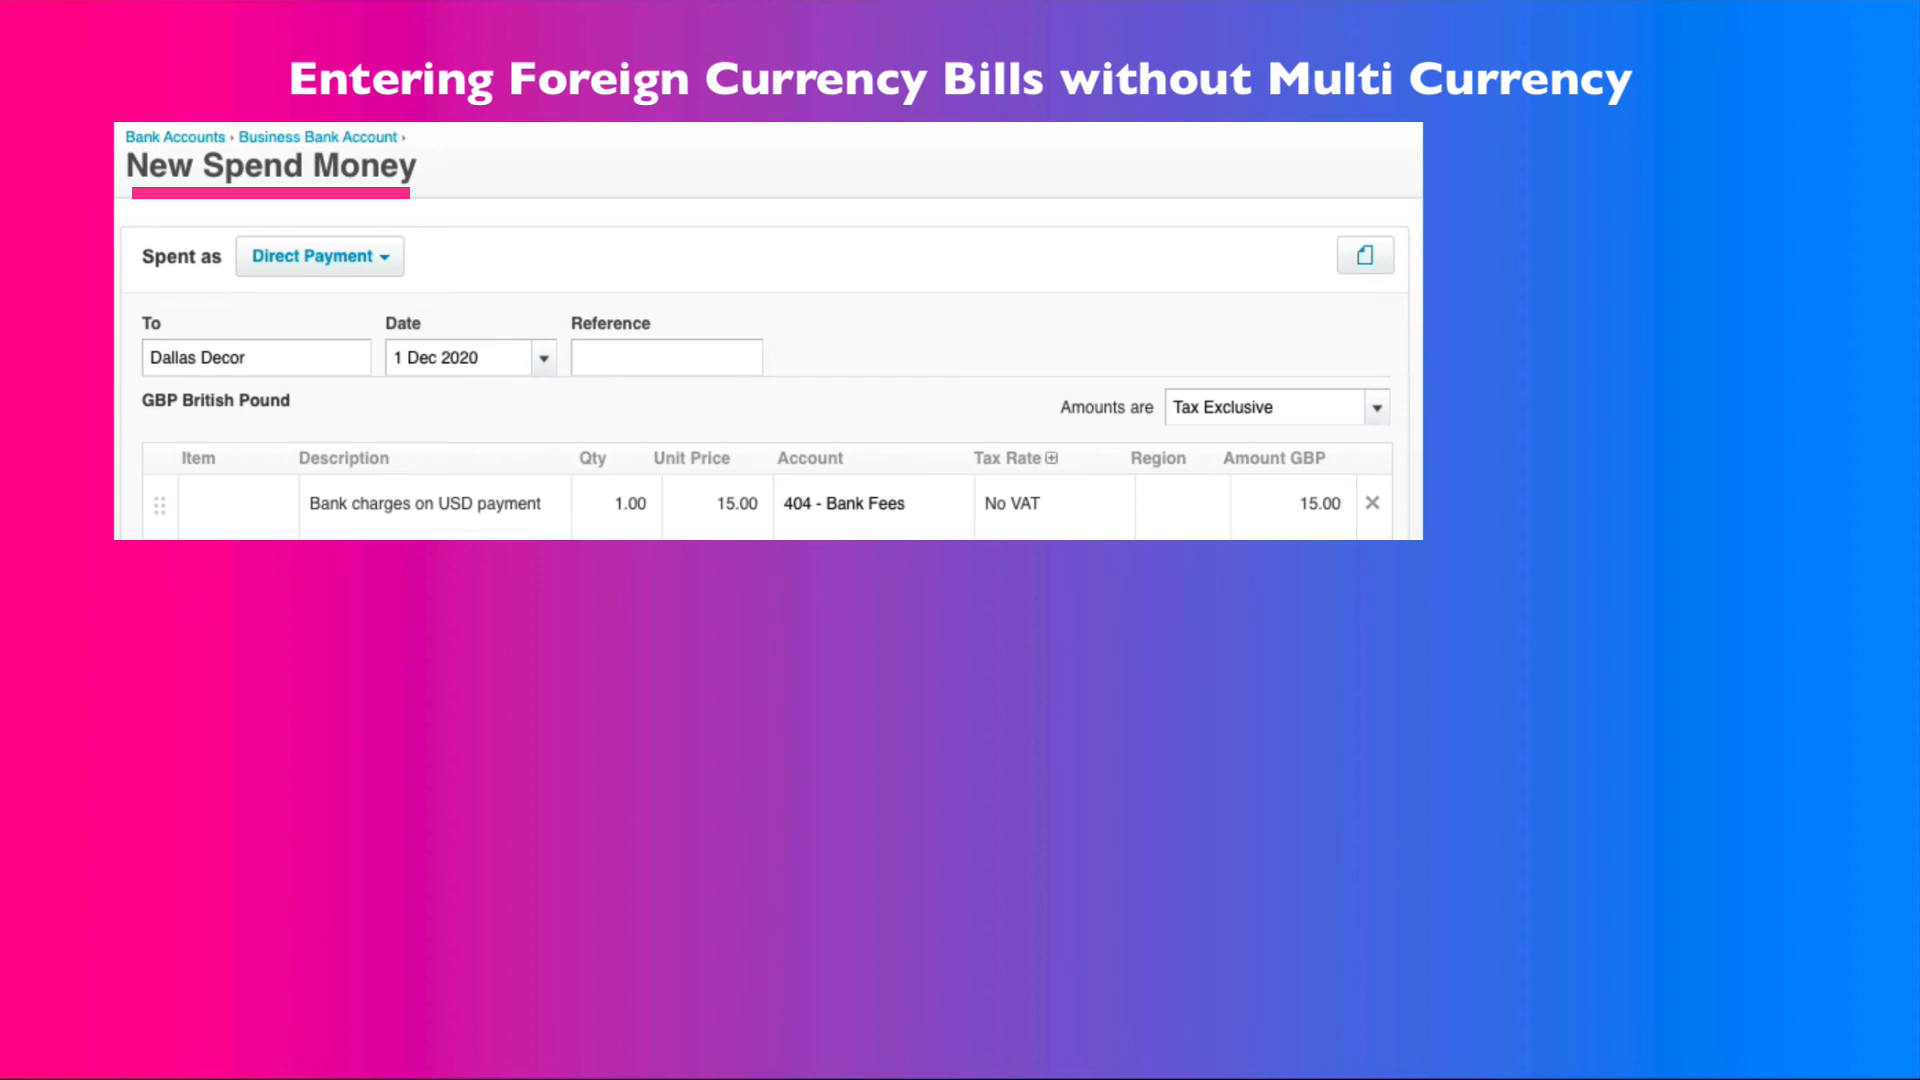 Entering Foreign Currency Bills without Multi Currency
Bank Accounts › Business Bank Account ›
New Spend Money
Spent as Direct Payment
To Date Reference
Dallas Decor 1 Dec 2020
GBP British Pound
Amounts are Tax Exclusive
Item Description Qty Unit Price Account Tax Rate Region Amount GBP
Bank charges on USD payment 1.00 15.00 404 - Bank Fees No VAT 15.00